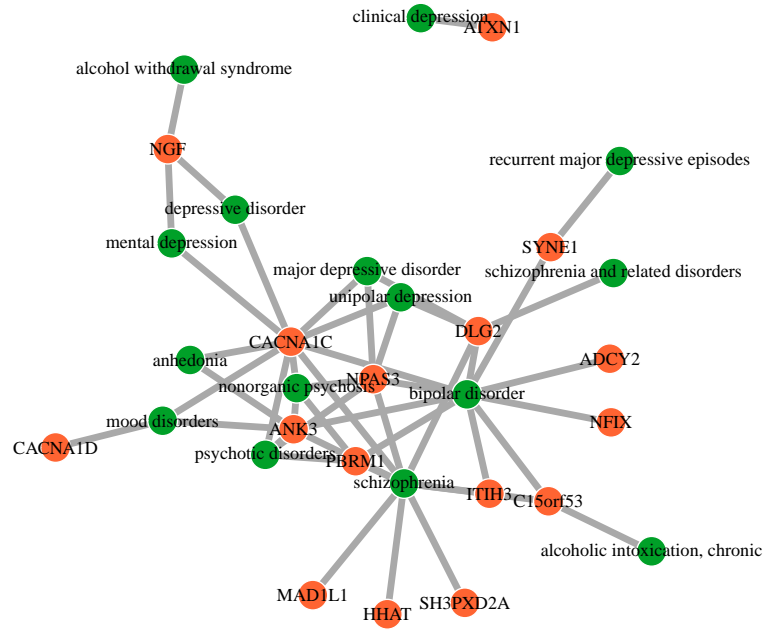 clinical depression
ATXN1
alcohol withdrawal syndrome
NGF
recurrent major depressive episodes
depressive disorder
mental depression
SYNE1
major depressive disorder
schizophrenia and related disorders
unipolar depression
DLG2
CACNA1C
anhedonia
ADCY2
NPAS3
nonorganic psychosis
bipolar disorder
mood disorders
NFIX
ANK3
CACNA1D
psychotic disorders
PBRM1
schizophrenia
ITIH3
C15orf53
alcoholic intoxication, chronic
MAD1L1
SH3PXD2A
HHAT